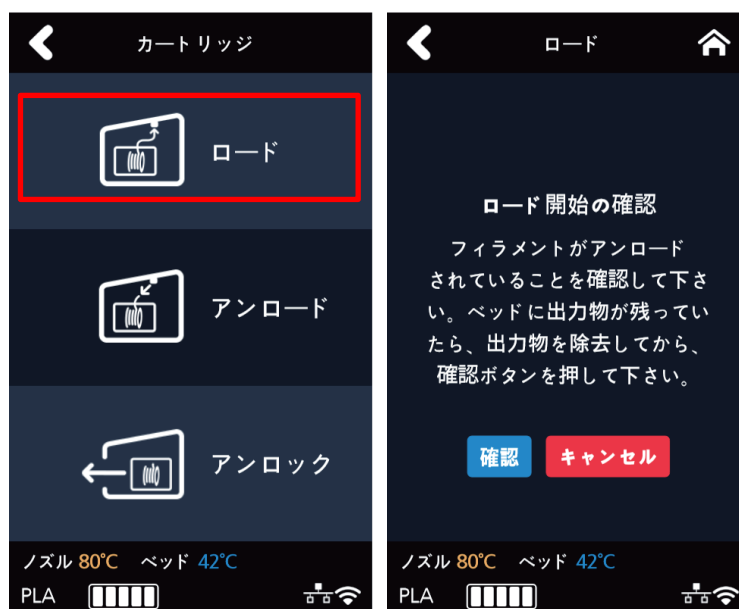 カートリッジ
ロード
アンロード
アンロック
ノズル 80°C ベッド 42°C
PLA
ロード
ロード開始の確認
フィラメントがアンロード
されていることを確認して下さ
い。ベッドに出力物が残ってい
たら、出力物を除去してから、
確認ボタンを押して下さい。
確認 キャンセル
ノズル 80°C ベッド 42°C
PLA